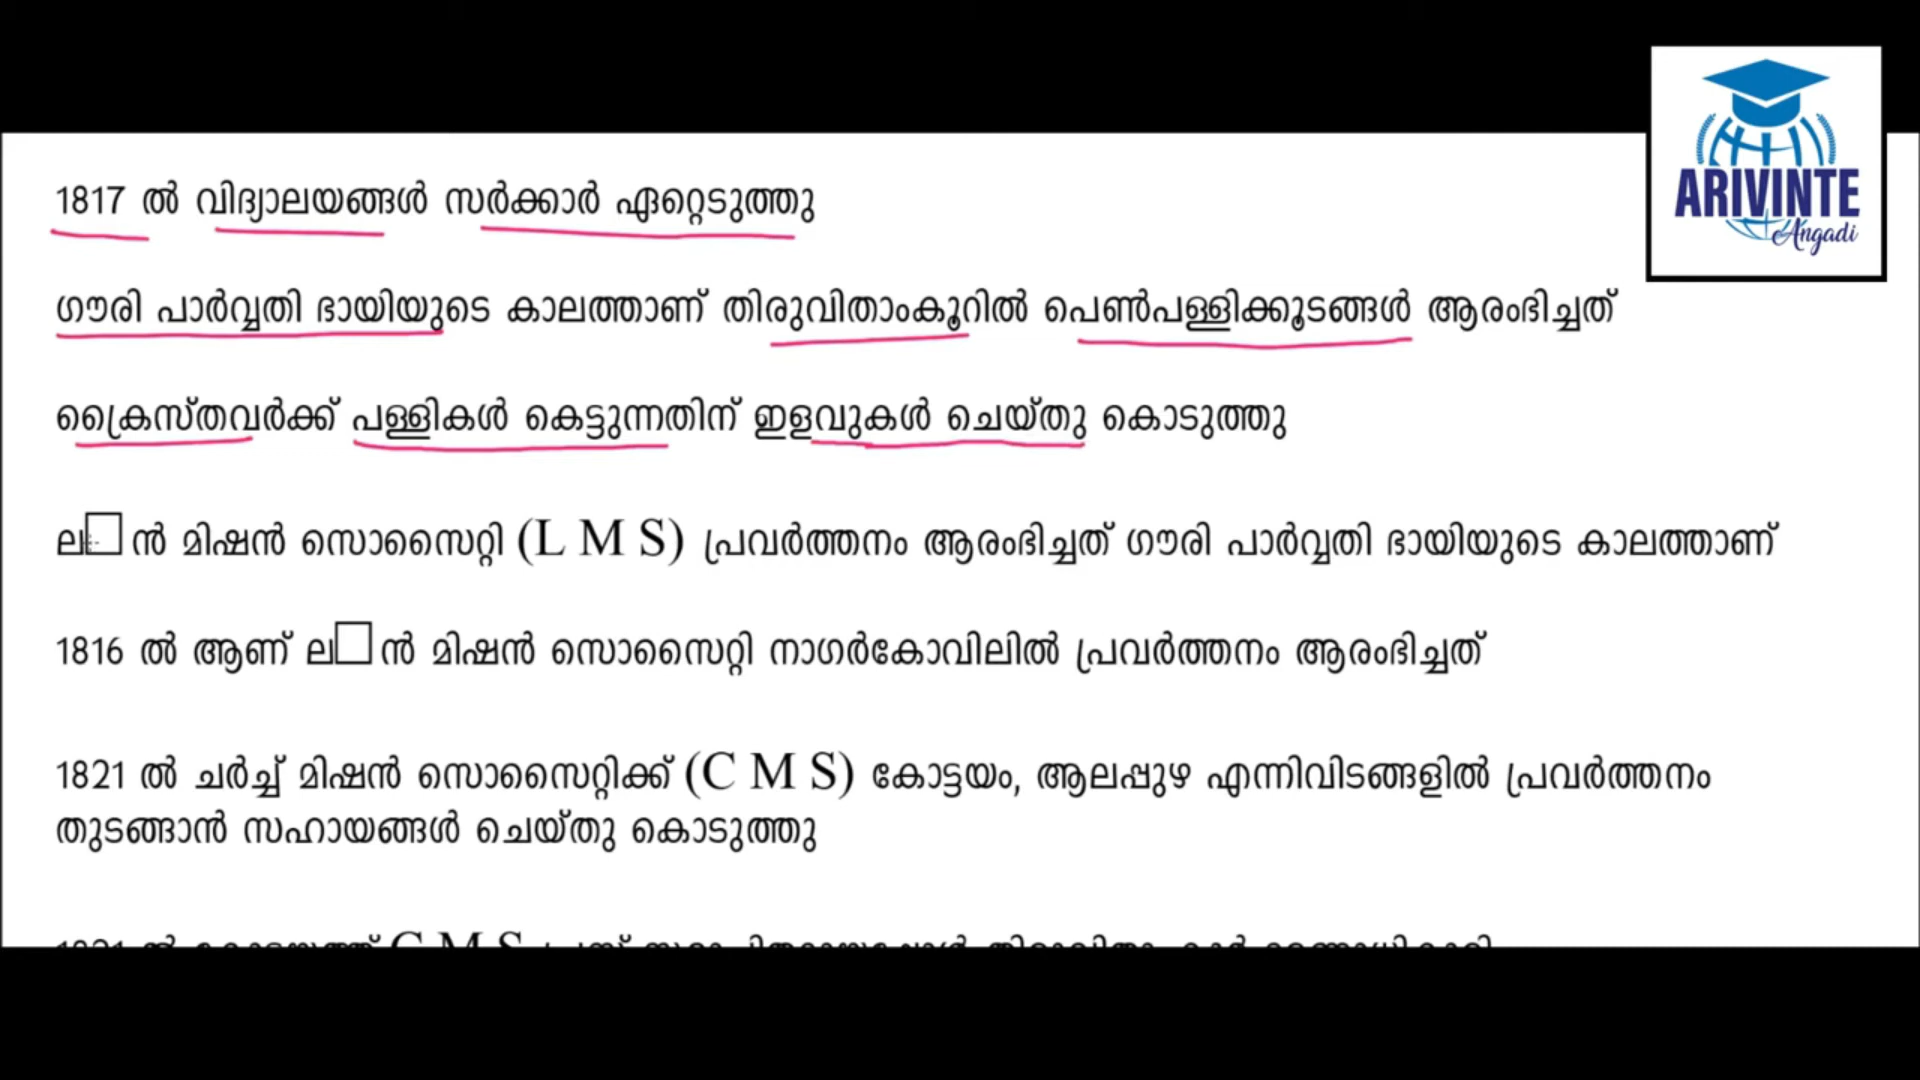 ARIVINTE
Angadi
1817 ൽ വിദ്യാലയങ്ങൾ സർക്കാർ ഏറ്റെടുത്തു
ഗൗരി പാർവ്വതി ഭായിയുടെ കാലത്താണ് തിരുവിതാംകൂറിൽ പെൺപള്ളിക്കൂടങ്ങൾ ആരംഭിച്ചത്
ക്രൈസ്തവർക്ക് പള്ളികൾ കെട്ടുന്നതിന് ഇളവുകൾ ചെയ്തു കൊടുത്തു
ല□ൻ മിഷൻ സൊസൈറ്റി (L M S) പ്രവർത്തനം ആരംഭിച്ചത് ഗൗരി പാർവ്വതി ഭായിയുടെ കാലത്താണ്
1816 ൽ ആണ് ല□ൻ മിഷൻ സൊസൈറ്റി നാഗർകോവിലിൽ പ്രവർത്തനം ആരംഭിച്ചത്
1821 ൽ ചർച്ച് മിഷൻ സൊസൈറ്റിക്ക് (C M S) കോട്ടയം, ആലപ്പുഴ എന്നിവിടങ്ങളിൽ പ്രവർത്തനം
തുടങ്ങാൻ സഹായങ്ങൾ ചെയ്തു കൊടുത്തു